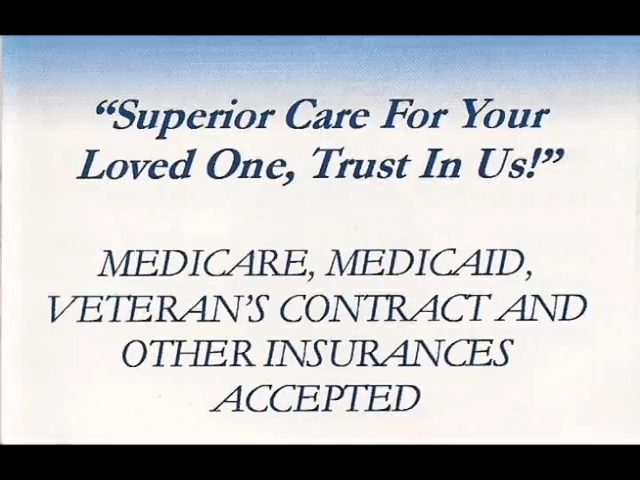 “Superior Care For Your
Loved One, Trust In Us!”
MEDICARE, MEDICAID,
VETERAN’S CONTRACT AND
OTHER INSURANCES
ACCEPTED